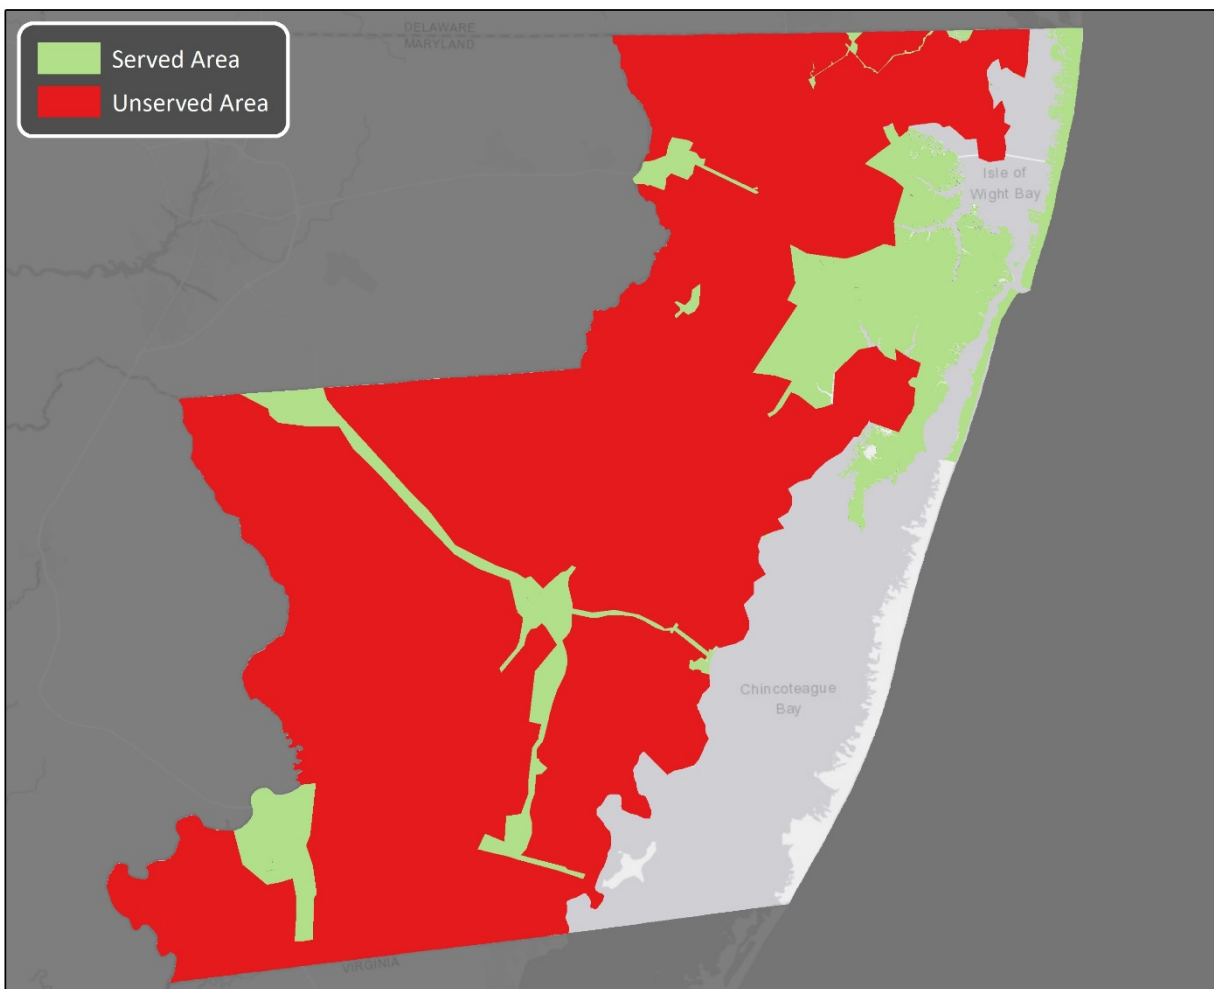 DELAWARE
MARYLAND
Served Area
Unserved Area
Isle of
Wight Bay
Chincoteague
Bay
VIRGINIA